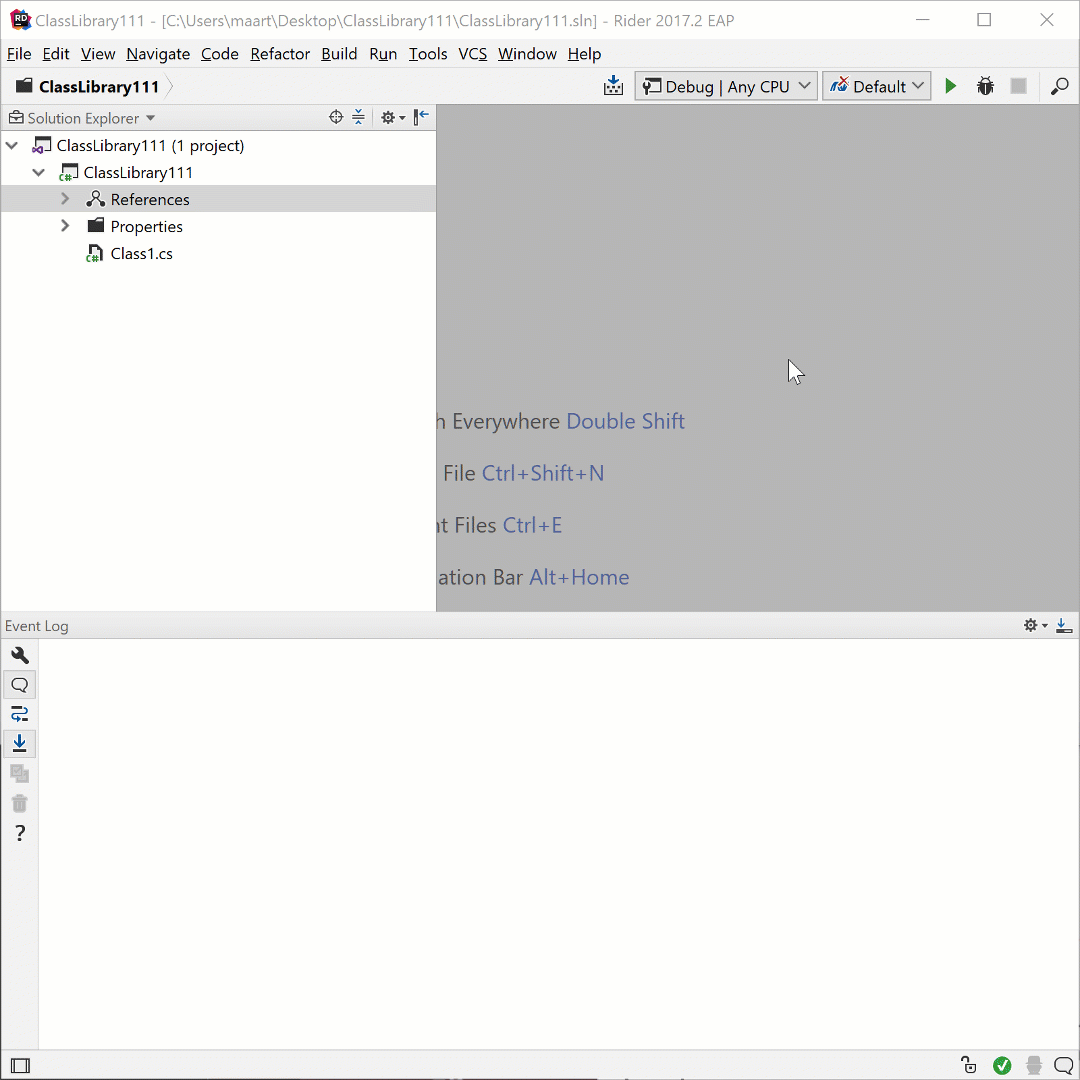 RD
ClassLibrary111 - [C:\Users\maart\Desktop\ClassLibrary111\ClassLibrary111.sln] - Rider 2017.2 EAP
File Edit View Navigate Code Refactor Build Run Tools VCS Window Help
ClassLibrary111
Debug | Any CPU
Default
Solution Explorer
ClassLibrary111 (1 project)
C# ClassLibrary111
References
Properties
C# Class1.cs
h Everywhere Double Shift
File Ctrl+Shift+N
nt Files Ctrl+E
ation Bar Alt+Home
Event Log
?